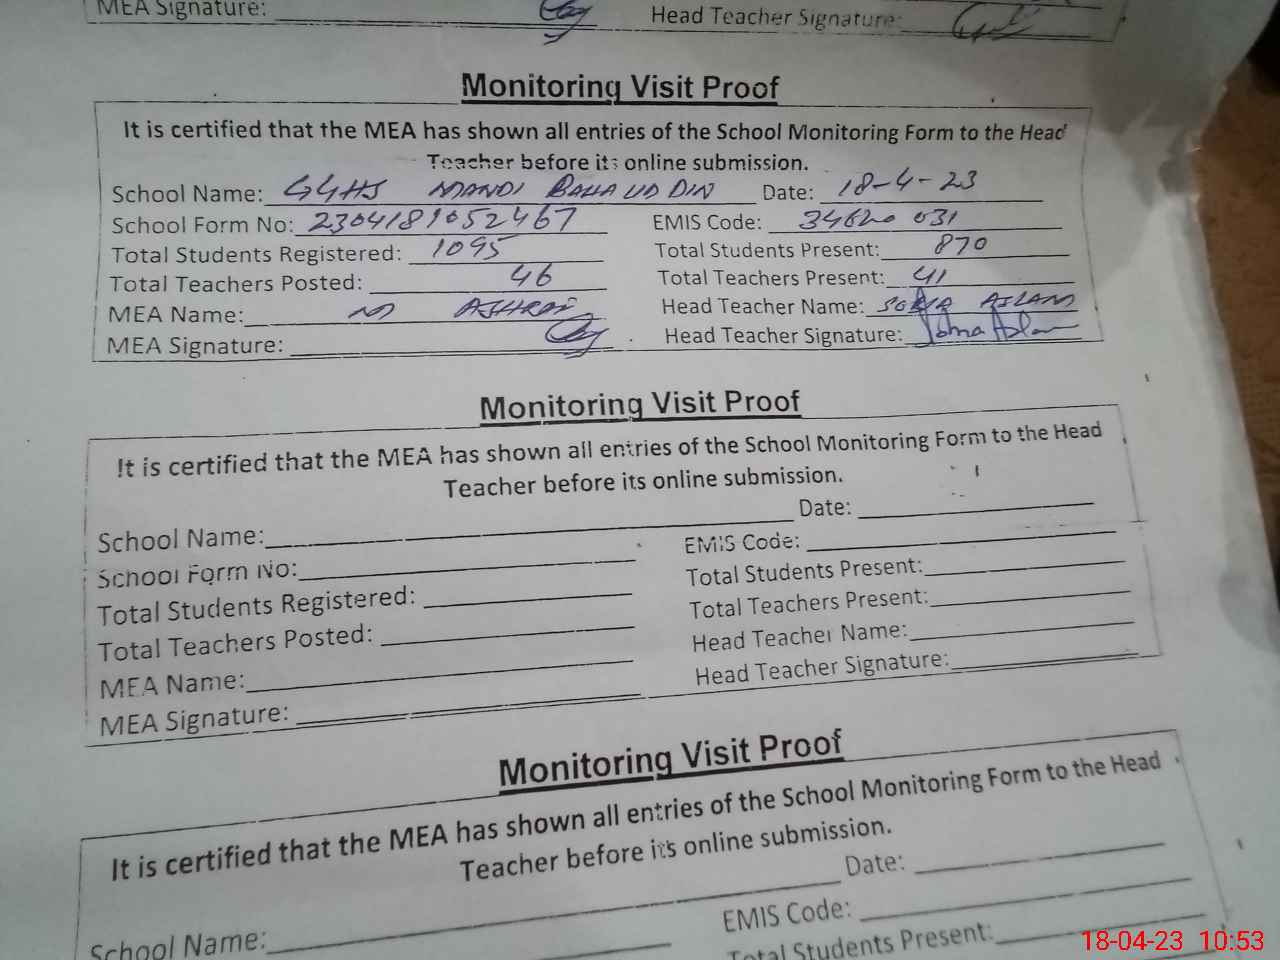 MEA Signature: Head Teacher Signature:
Monitoring Visit Proof
It is certified that the MEA has shown all entries of the School Monitoring Form to the Head
Teacher before its online submission.
School Name: GGHS MANDI BAHAUDDIN Date: 18-4-23
School Form No: 2304181052467 EMIS Code: 34620031
Total Students Registered: 1095 Total Students Present: 870
Total Teachers Posted: 46 Total Teachers Present: 41
MEA Name: M ASHRAF Head Teacher Name: SOBIA ASLAM
MEA Signature: Head Teacher Signature:
Monitoring Visit Proof
It is certified that the MEA has shown all entries of the School Monitoring Form to the Head
Teacher before its online submission.
School Name: Date:
School Form No: EMIS Code:
Total Students Registered: Total Students Present:
Total Teachers Posted: Total Teachers Present:
MEA Name: Head Teacher Name:
MEA Signature: Head Teacher Signature:
Monitoring Visit Proof
It is certified that the MEA has shown all entries of the School Monitoring Form to the Head
Teacher before its online submission.
School Name: Date:
EMIS Code:
Total Students Present:
18-04-23 10:53